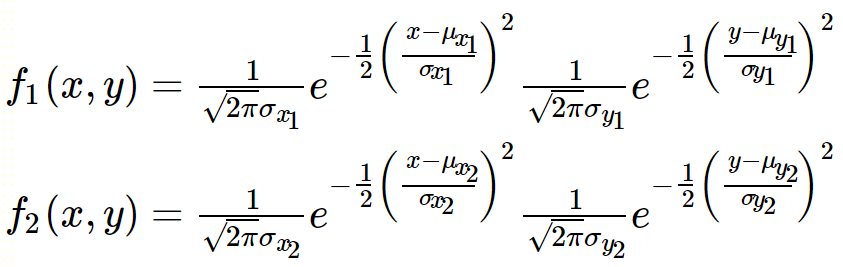 f₁(x, y) = \frac{1}{\sqrt{2\pi}\sigma_{x_1}} e^{-\frac{1}{2}\left(\frac{x-\mu_{x_1}}{\sigma_{x_1}}\right)^2} \frac{1}{\sqrt{2\pi}\sigma_{y_1}} e^{-\frac{1}{2}\left(\frac{y-\mu_{y_1}}{\sigma_{y_1}}\right)^2}
f₂(x, y) = \frac{1}{\sqrt{2\pi}\sigma_{x_2}} e^{-\frac{1}{2}\left(\frac{x-\mu_{x_2}}{\sigma_{x_2}}\right)^2} \frac{1}{\sqrt{2\pi}\sigma_{y_2}} e^{-\frac{1}{2}\left(\frac{y-\mu_{y_2}}{\sigma_{y_2}}\right)^2}